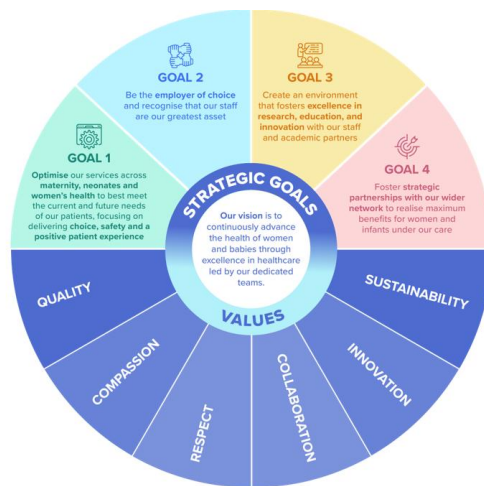 GOAL 1
Optimise our services across
maternity, neonates and
women's health to best meet
the current and future needs
of our patients, focusing on
delivering choice, safety and a
positive patient experience
GOAL 2
Be the employer of choice
and recognise that our staff
are our greatest asset
GOAL 3
Create an environment
that fosters excellence in
research, education, and
innovation with our staff
and academic partners
GOAL 4
Foster strategic
partnerships with our wider
network to realise maximum
benefits for women and
infants under our care
STRATEGIC GOALS
Our vision is to
continuously advance
the health of women
and babies through
excellence in healthcare
led by our dedicated
teams.
VALUES
QUALITY
COMPASSION
RESPECT
COLLABORATION
INNOVATION
SUSTAINABILITY